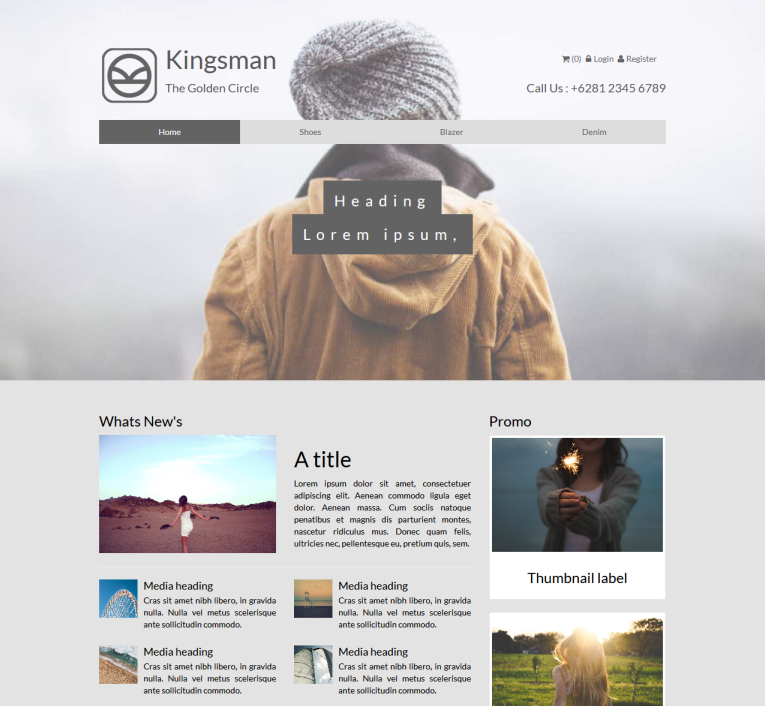 Kingsman
The Golden Circle
(0) Login Register
Call Us : +6281 2345 6789
Home Shoes Blazer Denim
Heading
Lorem ipsum,
Whats New's
A title
Lorem ipsum dolor sit amet, consectetuer
adipiscing elit. Aenean commodo ligula eget
dolor. Aenean massa. Cum sociis natoque
penatibus et magnis dis parturient montes,
nascetur ridiculus mus. Donec quam felis,
ultricies nec, pellentesque eu, pretium quis, sem.
Media heading
Cras sit amet nibh libero, in gravida
nulla. Nulla vel metus scelerisque
ante sollicitudin commodo.
Media heading
Cras sit amet nibh libero, in gravida
nulla. Nulla vel metus scelerisque
ante sollicitudin commodo.
Media heading
Cras sit amet nibh libero, in gravida
nulla. Nulla vel metus scelerisque
ante sollicitudin commodo.
Media heading
Cras sit amet nibh libero, in gravida
nulla. Nulla vel metus scelerisque
ante sollicitudin commodo.
Promo
Thumbnail label